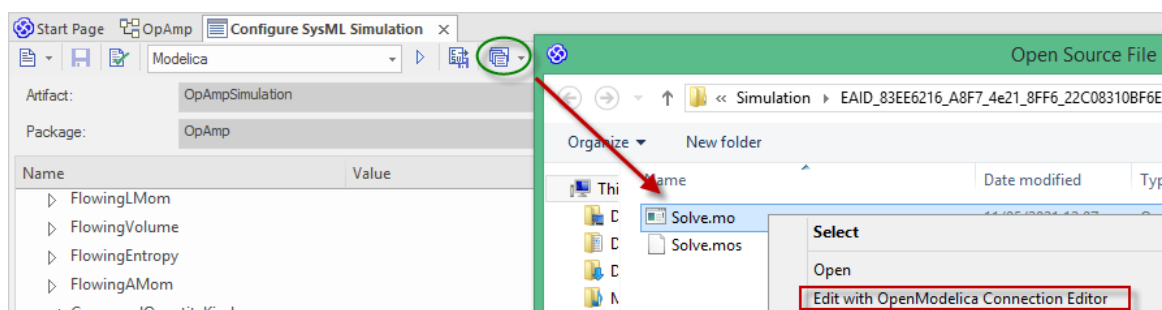 Start Page OpAmp Configure SysML Simulation
Modelica
Open Source File
Artifact: OpAmpSimulation
Package: OpAmp
Name Value
FlowingLMom
FlowingVolume
FlowingEntropy
FlowingAMom
« Simulation EAID_83EE6216_A8F7_4e21_8FF6_22C08310BF6E
Organize New folder
Name Date modified Typ
Thi
D
D
D
M
Solve.mo
Solve.mos
Select
Open
Edit with OpenModelica Connection Editor